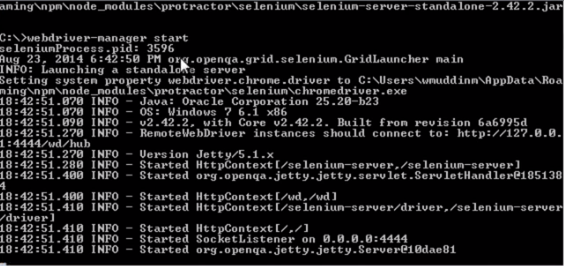 aming\npm\node_modules\protractor\selenium\selenium-server-standalone-2.42.2.jar
C:\>webdriver-manager start
seleniumProcess.pid: 3596
Aug 23, 2014 6:42:50 PM org.openqa.grid.selenium.GridLauncher main
INFO: Launching a standalone server
Setting system property webdriver.chrome.driver to C:\Users\wmuddinm\AppData\Roa
ming\npm\node_modules\protractor\selenium\chromedriver.exe
18:42:51.070 INFO - Java: Oracle Corporation 25.20-b23
18:42:51.070 INFO - OS: Windows 7 6.1 x86
18:42:51.090 INFO - v2.42.2, with Core v2.42.2. Built from revision 6a6995d
18:42:51.270 INFO - RemoteWebDriver instances should connect to: http://127.0.0.
1:4444/wd/hub
18:42:51.270 INFO - Version Jetty/5.1.x
18:42:51.280 INFO - Started HttpContext[/selenium-server,/selenium-server]
18:42:51.400 INFO - Started org.openqa.jetty.jetty.servlet.ServletHandler@185138
4
18:42:51.400 INFO - Started HttpContext[/wd,/wd]
18:42:51.410 INFO - Started HttpContext[/selenium-server/driver,/selenium-server
/driver]
18:42:51.410 INFO - Started HttpContext[/,/]
18:42:51.410 INFO - Started SocketListener on 0.0.0.0:4444
18:42:51.410 INFO - Started org.openqa.jetty.jetty.Server@10dae81